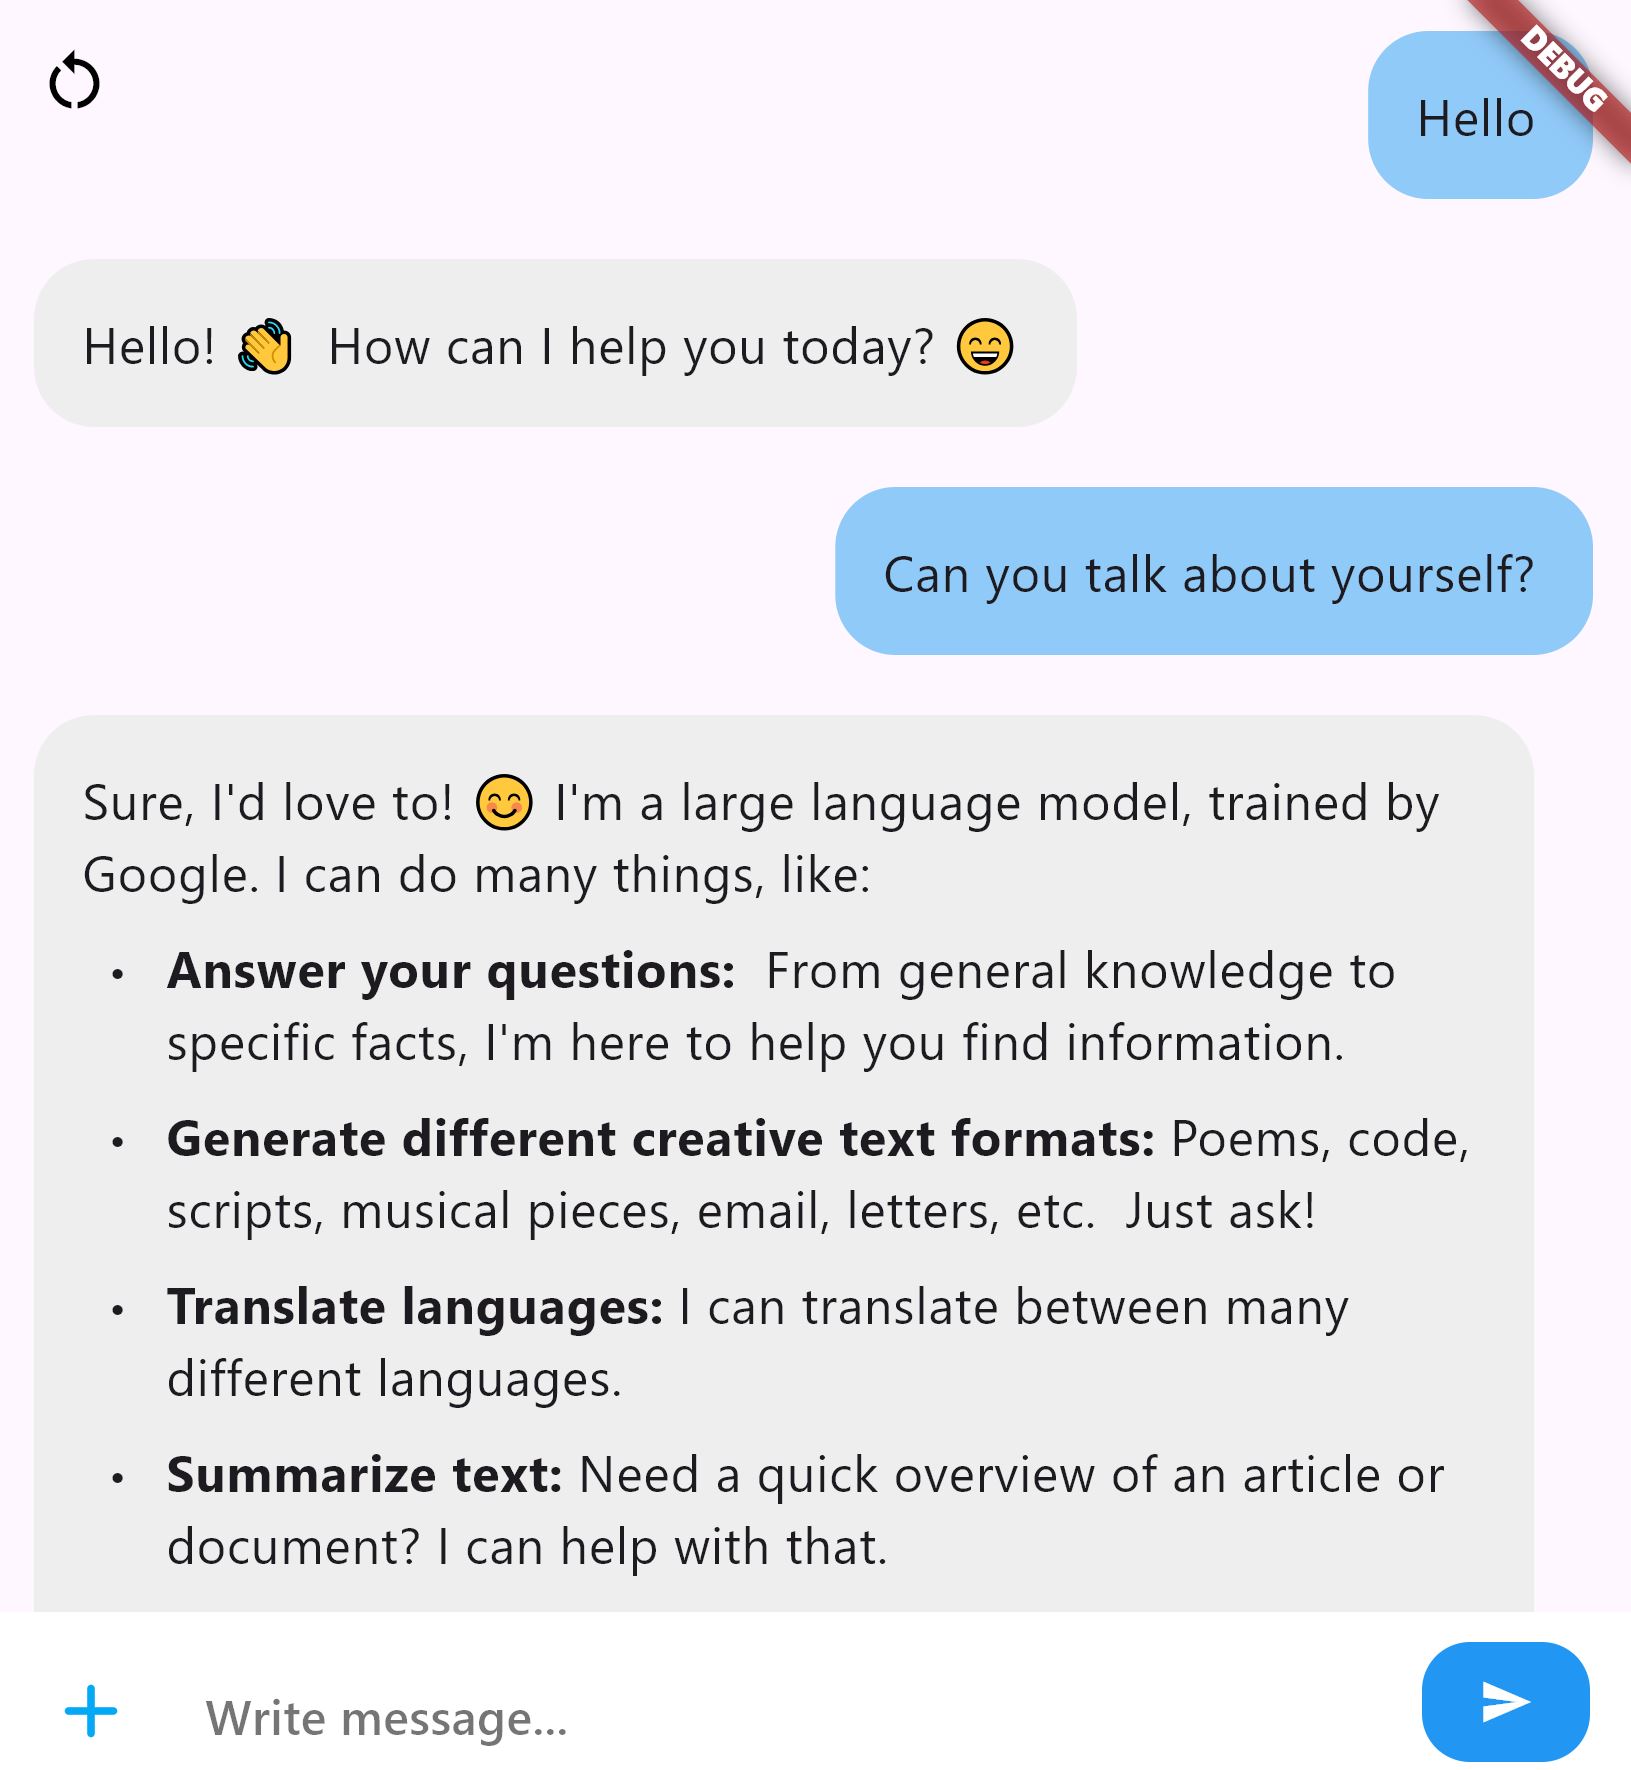 DEBUG
Hello
Hello! 👋  How can I help you today? 😄
Can you talk about yourself?
Sure, I'd love to! 😊 I'm a large language model, trained by
Google. I can do many things, like:
• Answer your questions:  From general knowledge to
specific facts, I'm here to help you find information.
• Generate different creative text formats: Poems, code,
scripts, musical pieces, email, letters, etc.  Just ask!
• Translate languages: I can translate between many
different languages.
• Summarize text: Need a quick overview of an article or
document? I can help with that.
Write message...